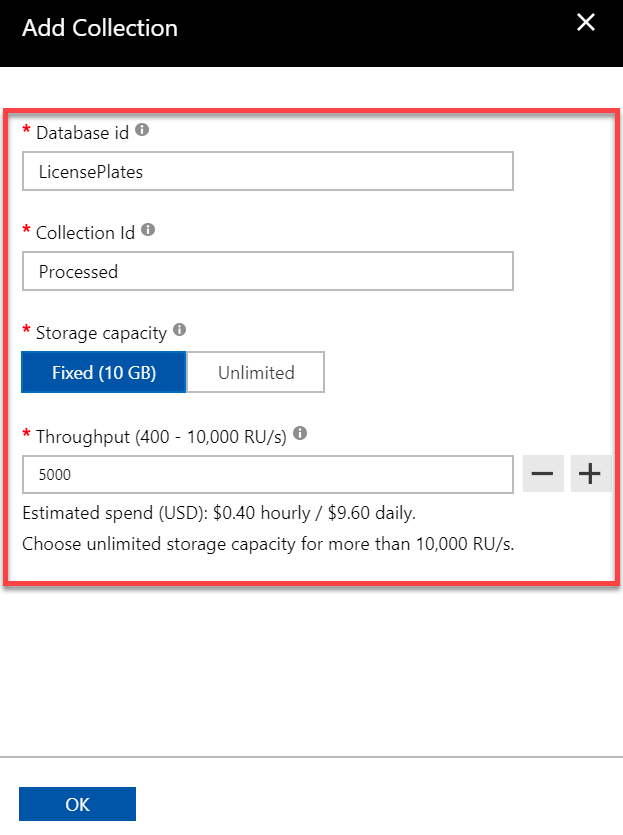 Add Collection
* Database id
LicensePlates
* Collection Id
Processed
* Storage capacity
Fixed (10 GB) Unlimited
* Throughput (400 - 10,000 RU/s)
5000
Estimated spend (USD): $0.40 hourly / $9.60 daily.
Choose unlimited storage capacity for more than 10,000 RU/s.
OK